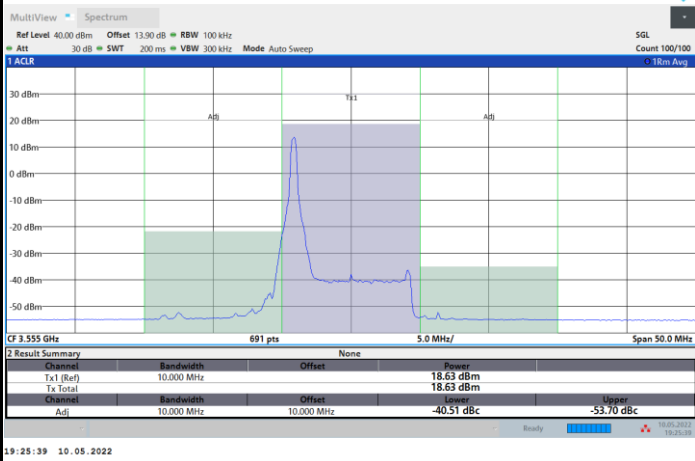 MultiView Spectrum
Ref Level 40.00 dBm Offset 13.90 dB RBW 100 kHz SGL
Att 30 dB SWT 200 ms VBW 300 kHz Mode Auto Sweep Count 100/100
1 ACLR 1Rm Avg
30 dBm
Tx1
20 dBm Adj Adj
10 dBm
0 dBm
-10 dBm
-20 dBm
-30 dBm
-40 dBm
-50 dBm
CF 3.555 GHz 691 pts 5.0 MHz/ Span 50.0 MHz
2 Result Summary None
Channel Bandwidth Offset Power
Tx1 (Ref) 10.000 MHz 18.63 dBm
Tx Total 18.63 dBm
Channel Bandwidth Offset Lower Upper
Adj 10.000 MHz 10.000 MHz -40.51 dBc -53.70 dBc
Ready 10.05.2022
19:25:39
19:25:39 10.05.2022